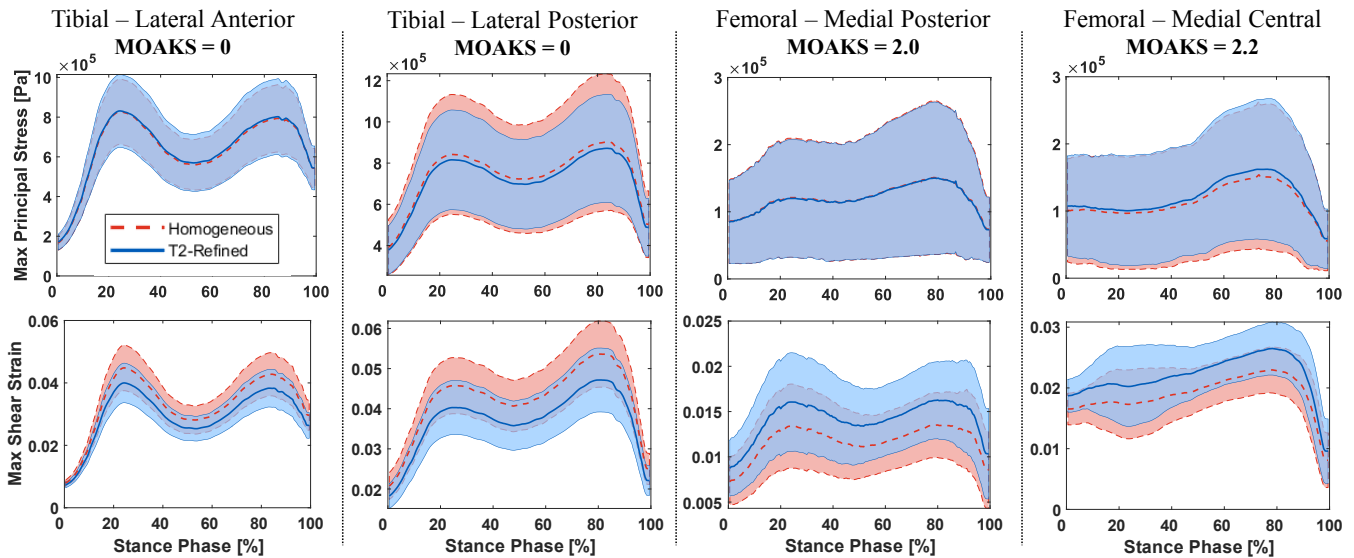 Tibial – Lateral Anterior
MOAKS = 0
Tibial – Lateral Posterior
MOAKS = 0
Femoral – Medial Posterior
MOAKS = 2.0
Femoral – Medial Central
MOAKS = 2.2
Max Principal Stress [Pa]
× 10⁵
10
8
6
4
2
0
0 20 40 60 80 100
Homogeneous
T2-Refined
× 10⁵
12
10
8
6
4
0 20 40 60 80 100
× 10⁵
3
2
1
0
0 20 40 60 80 100
× 10⁵
3
2
1
0
0 20 40 60 80 100
Max Shear Strain
0.06
0.04
0.02
0
0 20 40 60 80 100
Stance Phase [%]
0.06
0.05
0.04
0.03
0.02
0 20 40 60 80 100
Stance Phase [%]
0.025
0.02
0.015
0.01
0.005
0 20 40 60 80 100
Stance Phase [%]
0.03
0.02
0.01
0
0 20 40 60 80 100
Stance Phase [%]